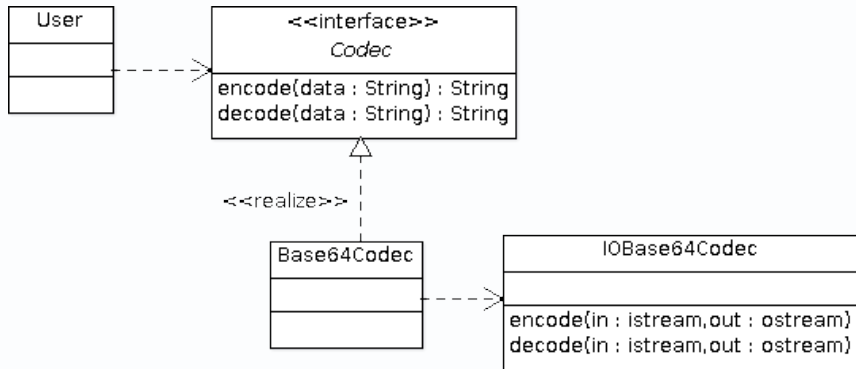 User
<<interface>>
Codec
encode(data : String) : String
decode(data : String) : String
<<realize>>
Base64Codec
IOBase64Codec
encode(in : istream,out : ostream)
decode(in : istream,out : ostream)